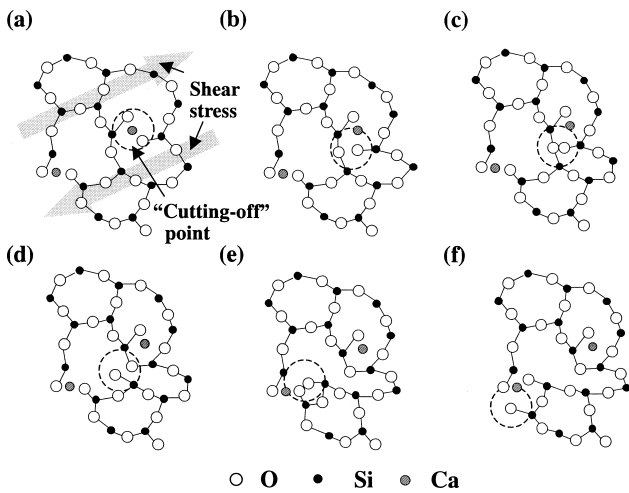 (a)
(b)
(c)
Shear
stress
"Cutting-off"
point
(d)
(e)
(f)
O
Si
Ca